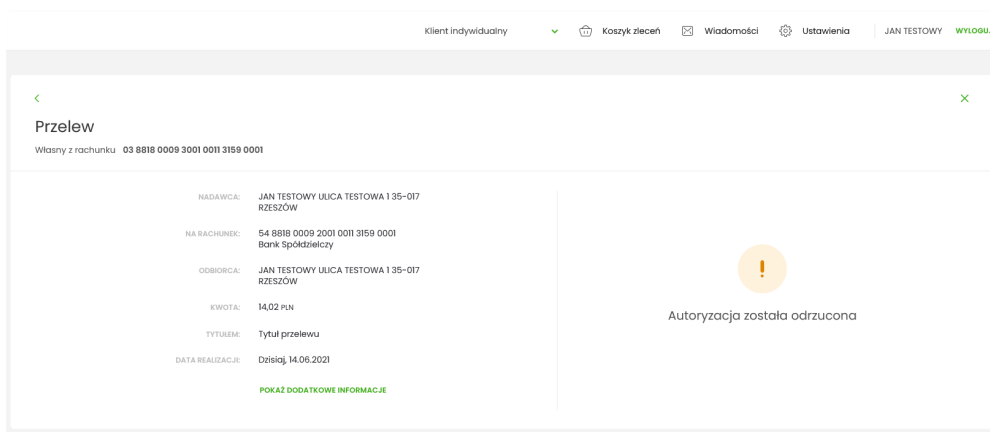 Klient indywidualny Koszyk zleceń Wiadomości Ustawienia JAN TESTOWY
Przelew
Własny z rachunku 03 8818 0009 3001 0011 3159 0001
NADAWCA: JAN TESTOWY ULICA TESTOWA 1 35-017
RZESZÓW
NA RACHUNEK: 54 8818 0009 2001 0011 3159 0001
Bank Spółdzielczy
ODBIORCA: JAN TESTOWY ULICA TESTOWA 1 35-017
RZESZÓW
KWOTA: 14,02 PLN
TYTUŁEM: Tytuł przelewu
DATA REALIZACJI: Dzisiaj, 14.06.2021
POKAŻ DODATKOWE INFORMACJE
!
Autoryzacja została odrzucona